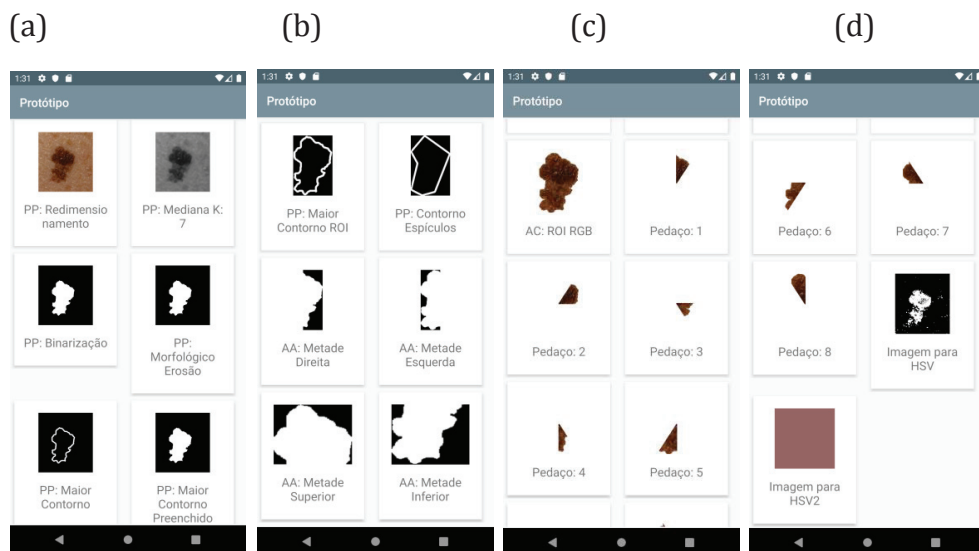 (a)
(b)
(c)
(d)
1:31
Protótipo
PP: Redimensio
namento
PP: Mediana K:
7
PP: Binarização
PP:
Morfológico
Erosão
PP: Maior
Contorno
PP: Maior
Contorno
Preenchido
1:31
Protótipo
PP: Maior
Contorno ROI
PP: Contorno
Espículos
AA: Metade
Direita
AA: Metade
Esquerda
AA: Metade
Superior
AA: Metade
Inferior
1:31
Protótipo
AC: ROI RGB
Pedaço: 1
Pedaço: 2
Pedaço: 3
Pedaço: 4
Pedaço: 5
1:31
Protótipo
Pedaço: 6
Pedaço: 7
Pedaço: 8
Imagem para
HSV
Imagem para
HSV2